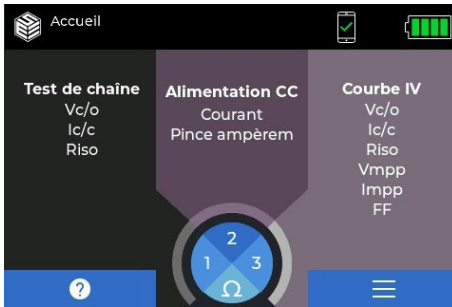 Accueil
Test de chaîne
Vc/o
Ic/c
Riso
Alimentation CC
Courant
Pince ampèrem
Courbe IV
Vc/o
Ic/c
Riso
Vmpp
Impp
FF
2
1 3
Ω
?